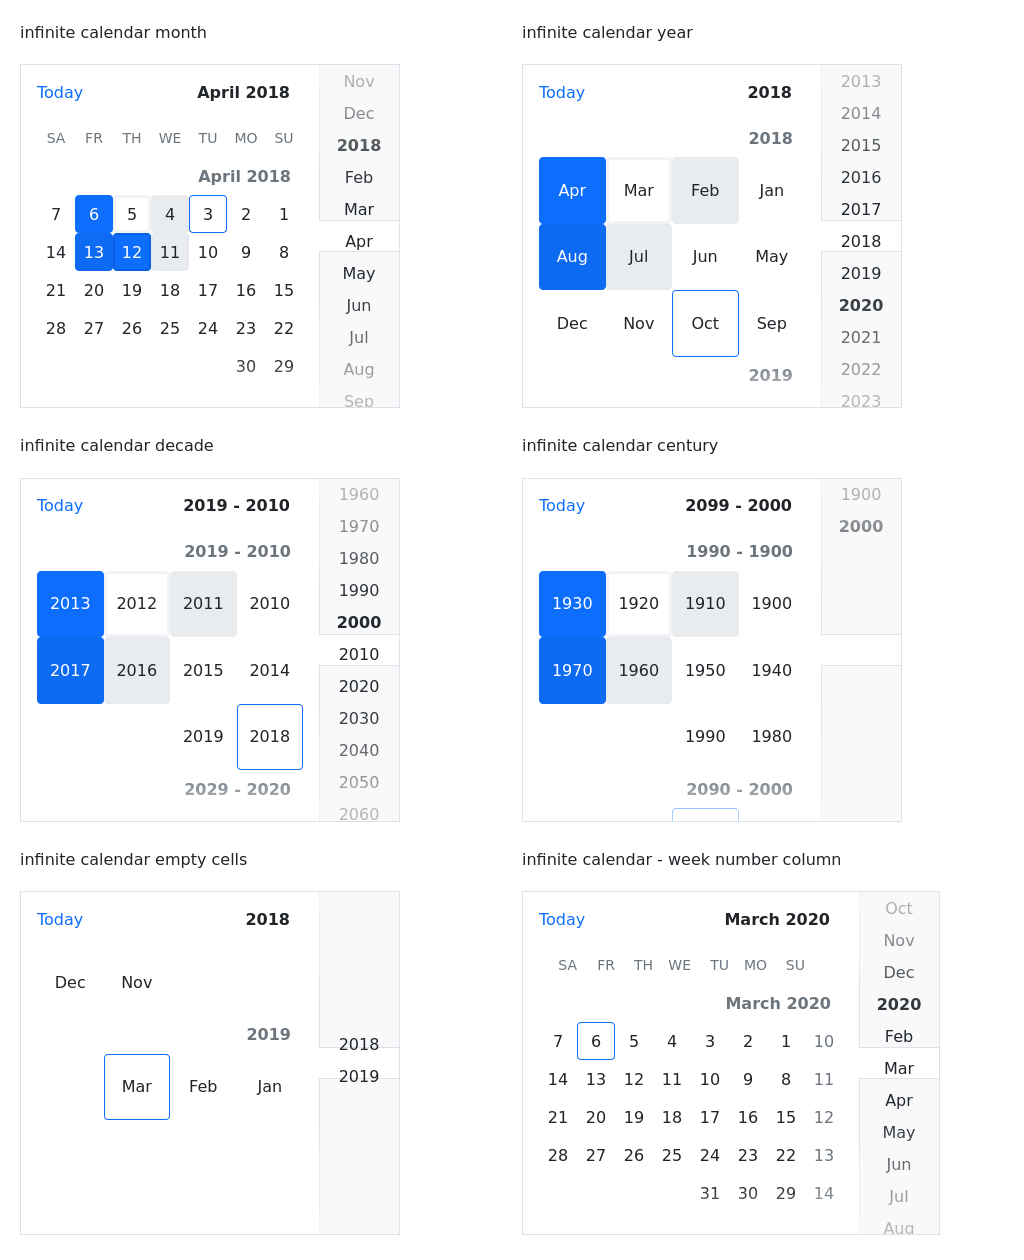 infinite calendar month
Today April 2018
SA FR TH WE TU MO SU
April 2018
7 6 5 4 3 2 1
14 13 12 11 10 9 8
21 20 19 18 17 16 15
28 27 26 25 24 23 22
30 29
Nov
Dec
2018
Feb
Mar
Apr
May
Jun
Jul
Aug
Sep
infinite calendar year
Today 2018
2018
Apr Mar Feb Jan
Aug Jul Jun May
Dec Nov Oct Sep
2019
2013
2014
2015
2016
2017
2018
2019
2020
2021
2022
2023
infinite calendar decade
Today 2019 - 2010
2019 - 2010
2013 2012 2011 2010
2017 2016 2015 2014
2019 2018
2029 - 2020
1960
1970
1980
1990
2000
2010
2020
2030
2040
2050
2060
infinite calendar century
Today 2099 - 2000
1990 - 1900
1930 1920 1910 1900
1970 1960 1950 1940
1990 1980
2090 - 2000
1900
2000
infinite calendar empty cells
Today 2018
Dec Nov
2019
Mar Feb Jan
2018
2019
infinite calendar - week number column
Today March 2020
SA FR TH WE TU MO SU
March 2020
7 6 5 4 3 2 1 10
14 13 12 11 10 9 8 11
21 20 19 18 17 16 15 12
28 27 26 25 24 23 22 13
31 30 29 14
Oct
Nov
Dec
2020
Feb
Mar
Apr
May
Jun
Jul
Aug